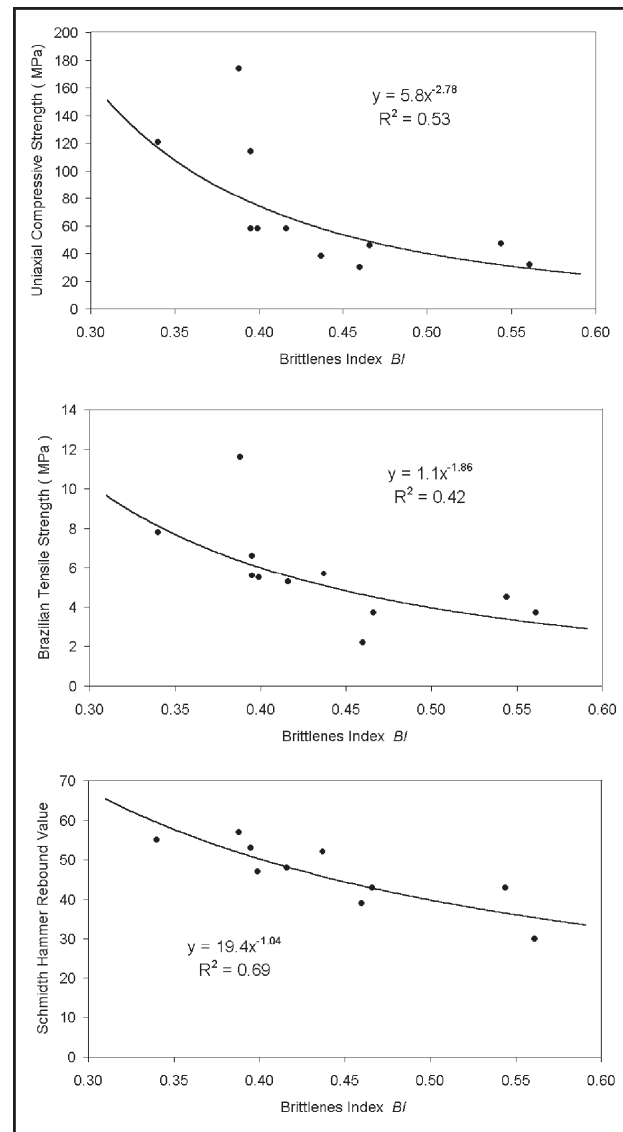 Uniaxial Compressive Strength ( MPa)
200
180
160
140
120
100
80
60
40
20
0
y = 5.8x^-2.78
R² = 0.53
0.30 0.35 0.40 0.45 0.50 0.55 0.60
Brittlenes Index BI
Brazilian Tensile Strength ( MPa )
14
12
10
8
6
4
2
0
y = 1.1x^-1.86
R² = 0.42
0.30 0.35 0.40 0.45 0.50 0.55 0.60
Brittlenes Index BI
Schmidth Hammer Rebound Value
70
60
50
40
30
20
10
0
y = 19.4x^-1.04
R² = 0.69
0.30 0.35 0.40 0.45 0.50 0.55 0.60
Brittlenes Index BI